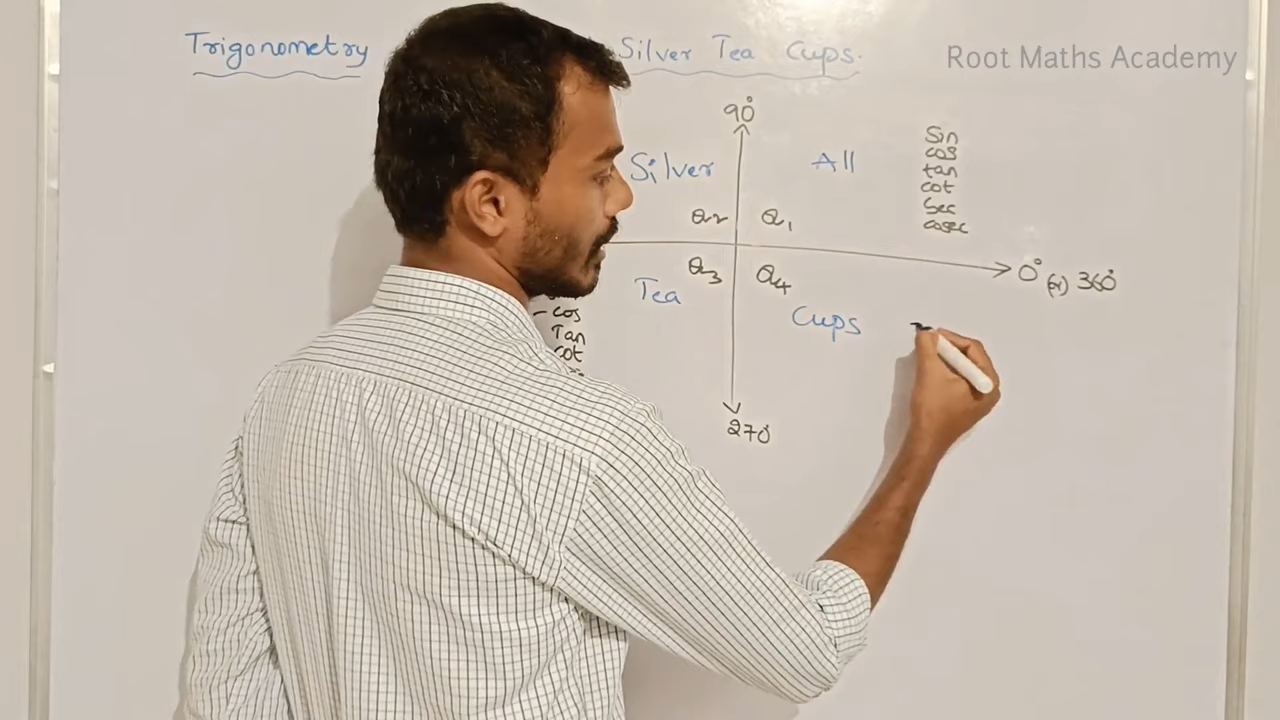 Trigonometry Silver Tea Cups.
Root Maths Academy
90°
Silver All
Sin
cos
tan
cot
Sec
cosec
Q2 Q1
0° (or) 360°
Q3 Q4
Tea Cups
- cos
Tan
cot
270°